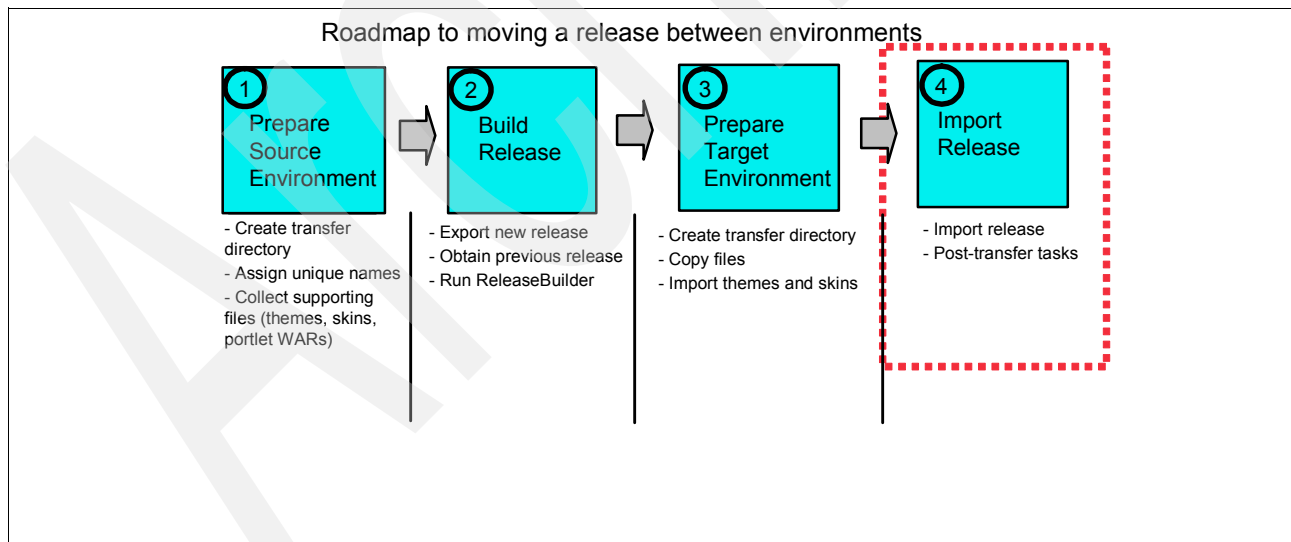 Roadmap to moving a release between environments
1
Prepare
Source
Environment
- Create transfer
directory
- Assign unique names
- Collect supporting
files (themes, skins,
portlet WARs)
2
Build
Release
- Export new release
- Obtain previous release
- Run ReleaseBuilder
3
Prepare
Target
Environment
- Create transfer directory
- Copy files
- Import themes and skins
4
Import
Release
- Import release
- Post-transfer tasks